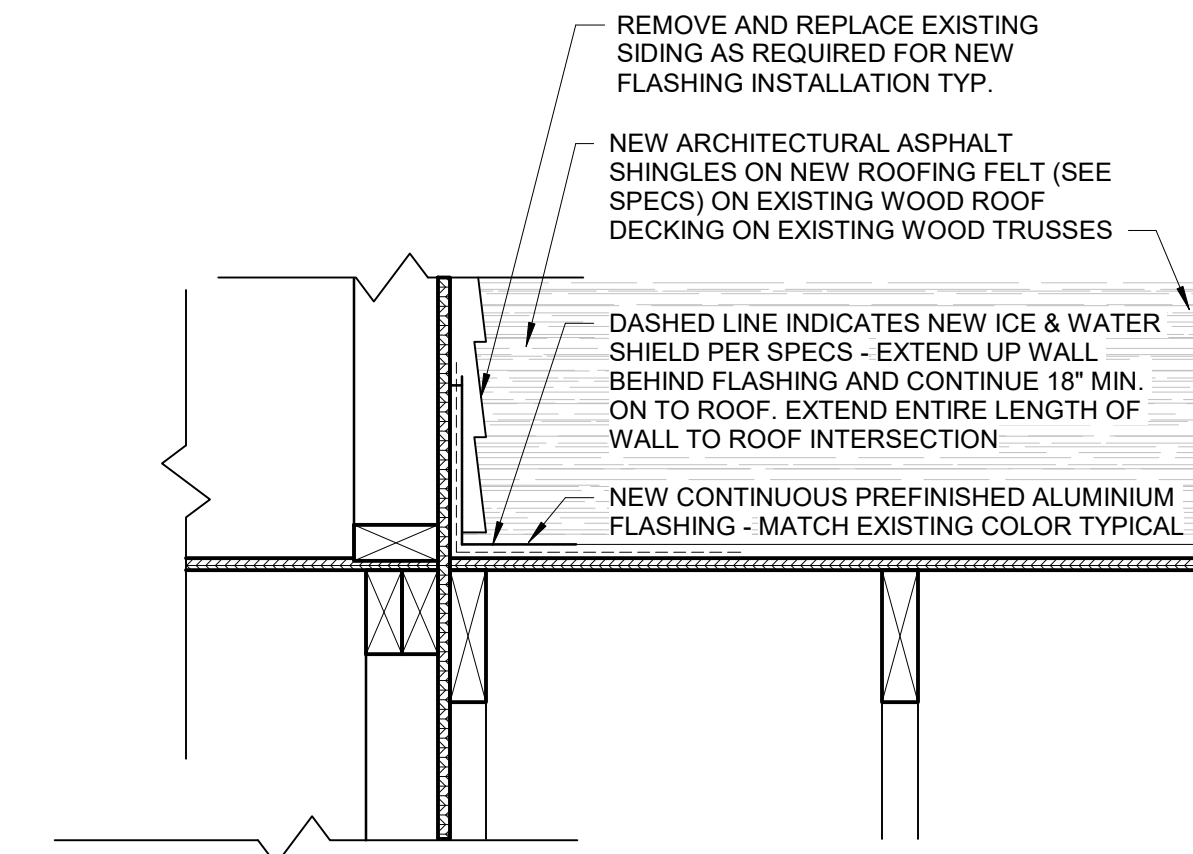 REMOVE AND REPLACE EXISTING
SIDING AS REQUIRED FOR NEW
FLASHING INSTALLATION TYP.
NEW ARCHITECTURAL ASPHALT
SHINGLES ON NEW ROOFING FELT (SEE
SPECS) ON EXISTING WOOD ROOF
DECKING ON EXISTING WOOD TRUSSES
DASHED LINE INDICATES NEW ICE & WATER
SHIELD PER SPECS - EXTEND UP WALL
BEHIND FLASHING AND CONTINUE 18" MIN.
ON TO ROOF. EXTEND ENTIRE LENGTH OF
WALL TO ROOF INTERSECTION
NEW CONTINUOUS PREFINISHED ALUMINIUM
FLASHING - MATCH EXISTING COLOR TYPICAL